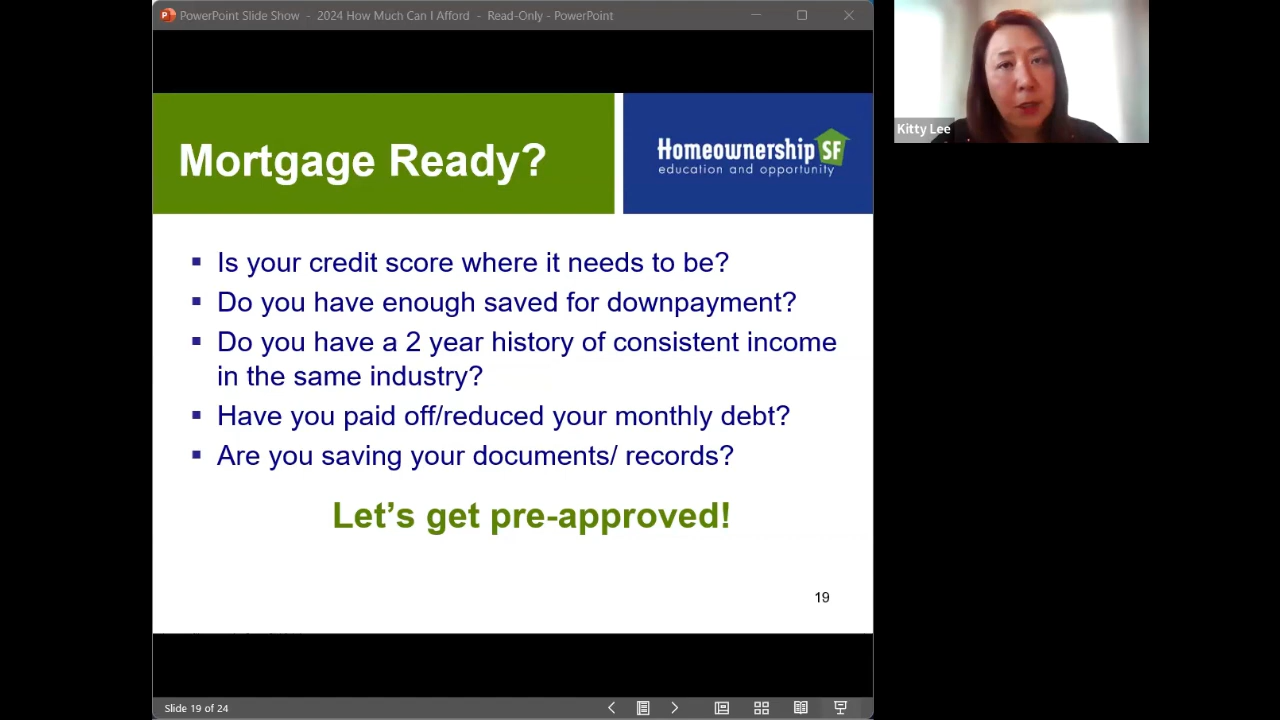 PowerPoint Slide Show - 2024 How Much Can I Afford - Read-Only - PowerPoint
Kitty Lee
Mortgage Ready?
Homeownership SF
education and opportunity
Is your credit score where it needs to be?
Do you have enough saved for downpayment?
Do you have a 2 year history of consistent income
in the same industry?
Have you paid off/reduced your monthly debt?
Are you saving your documents/ records?
Let’s get pre-approved!
19
Slide 19 of 24